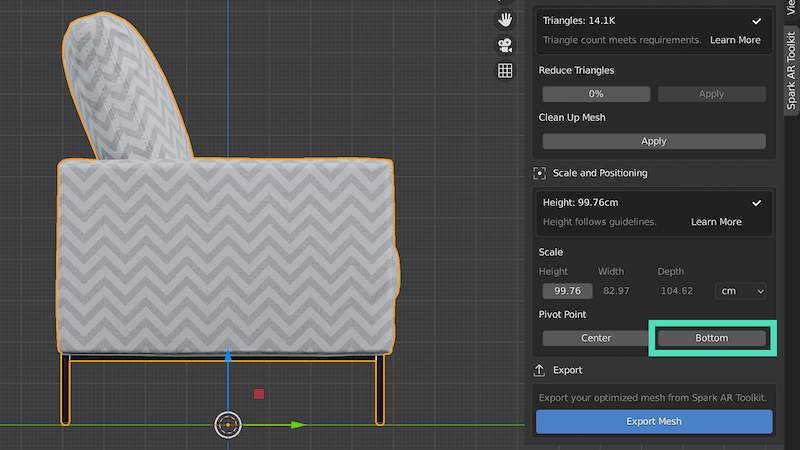 Triangles: 14.1K
Triangle count meets requirements. Learn More
Reduce Triangles
0% Apply
Clean Up Mesh
Apply
Scale and Positioning
Height: 99.76cm
Height follows guidelines. Learn More
Scale
Height Width Depth
99.76 82.97 104.62 cm
Pivot Point
Center Bottom
Export
Export your optimized mesh from Spark AR Toolkit.
Export Mesh
Spark AR Toolkit